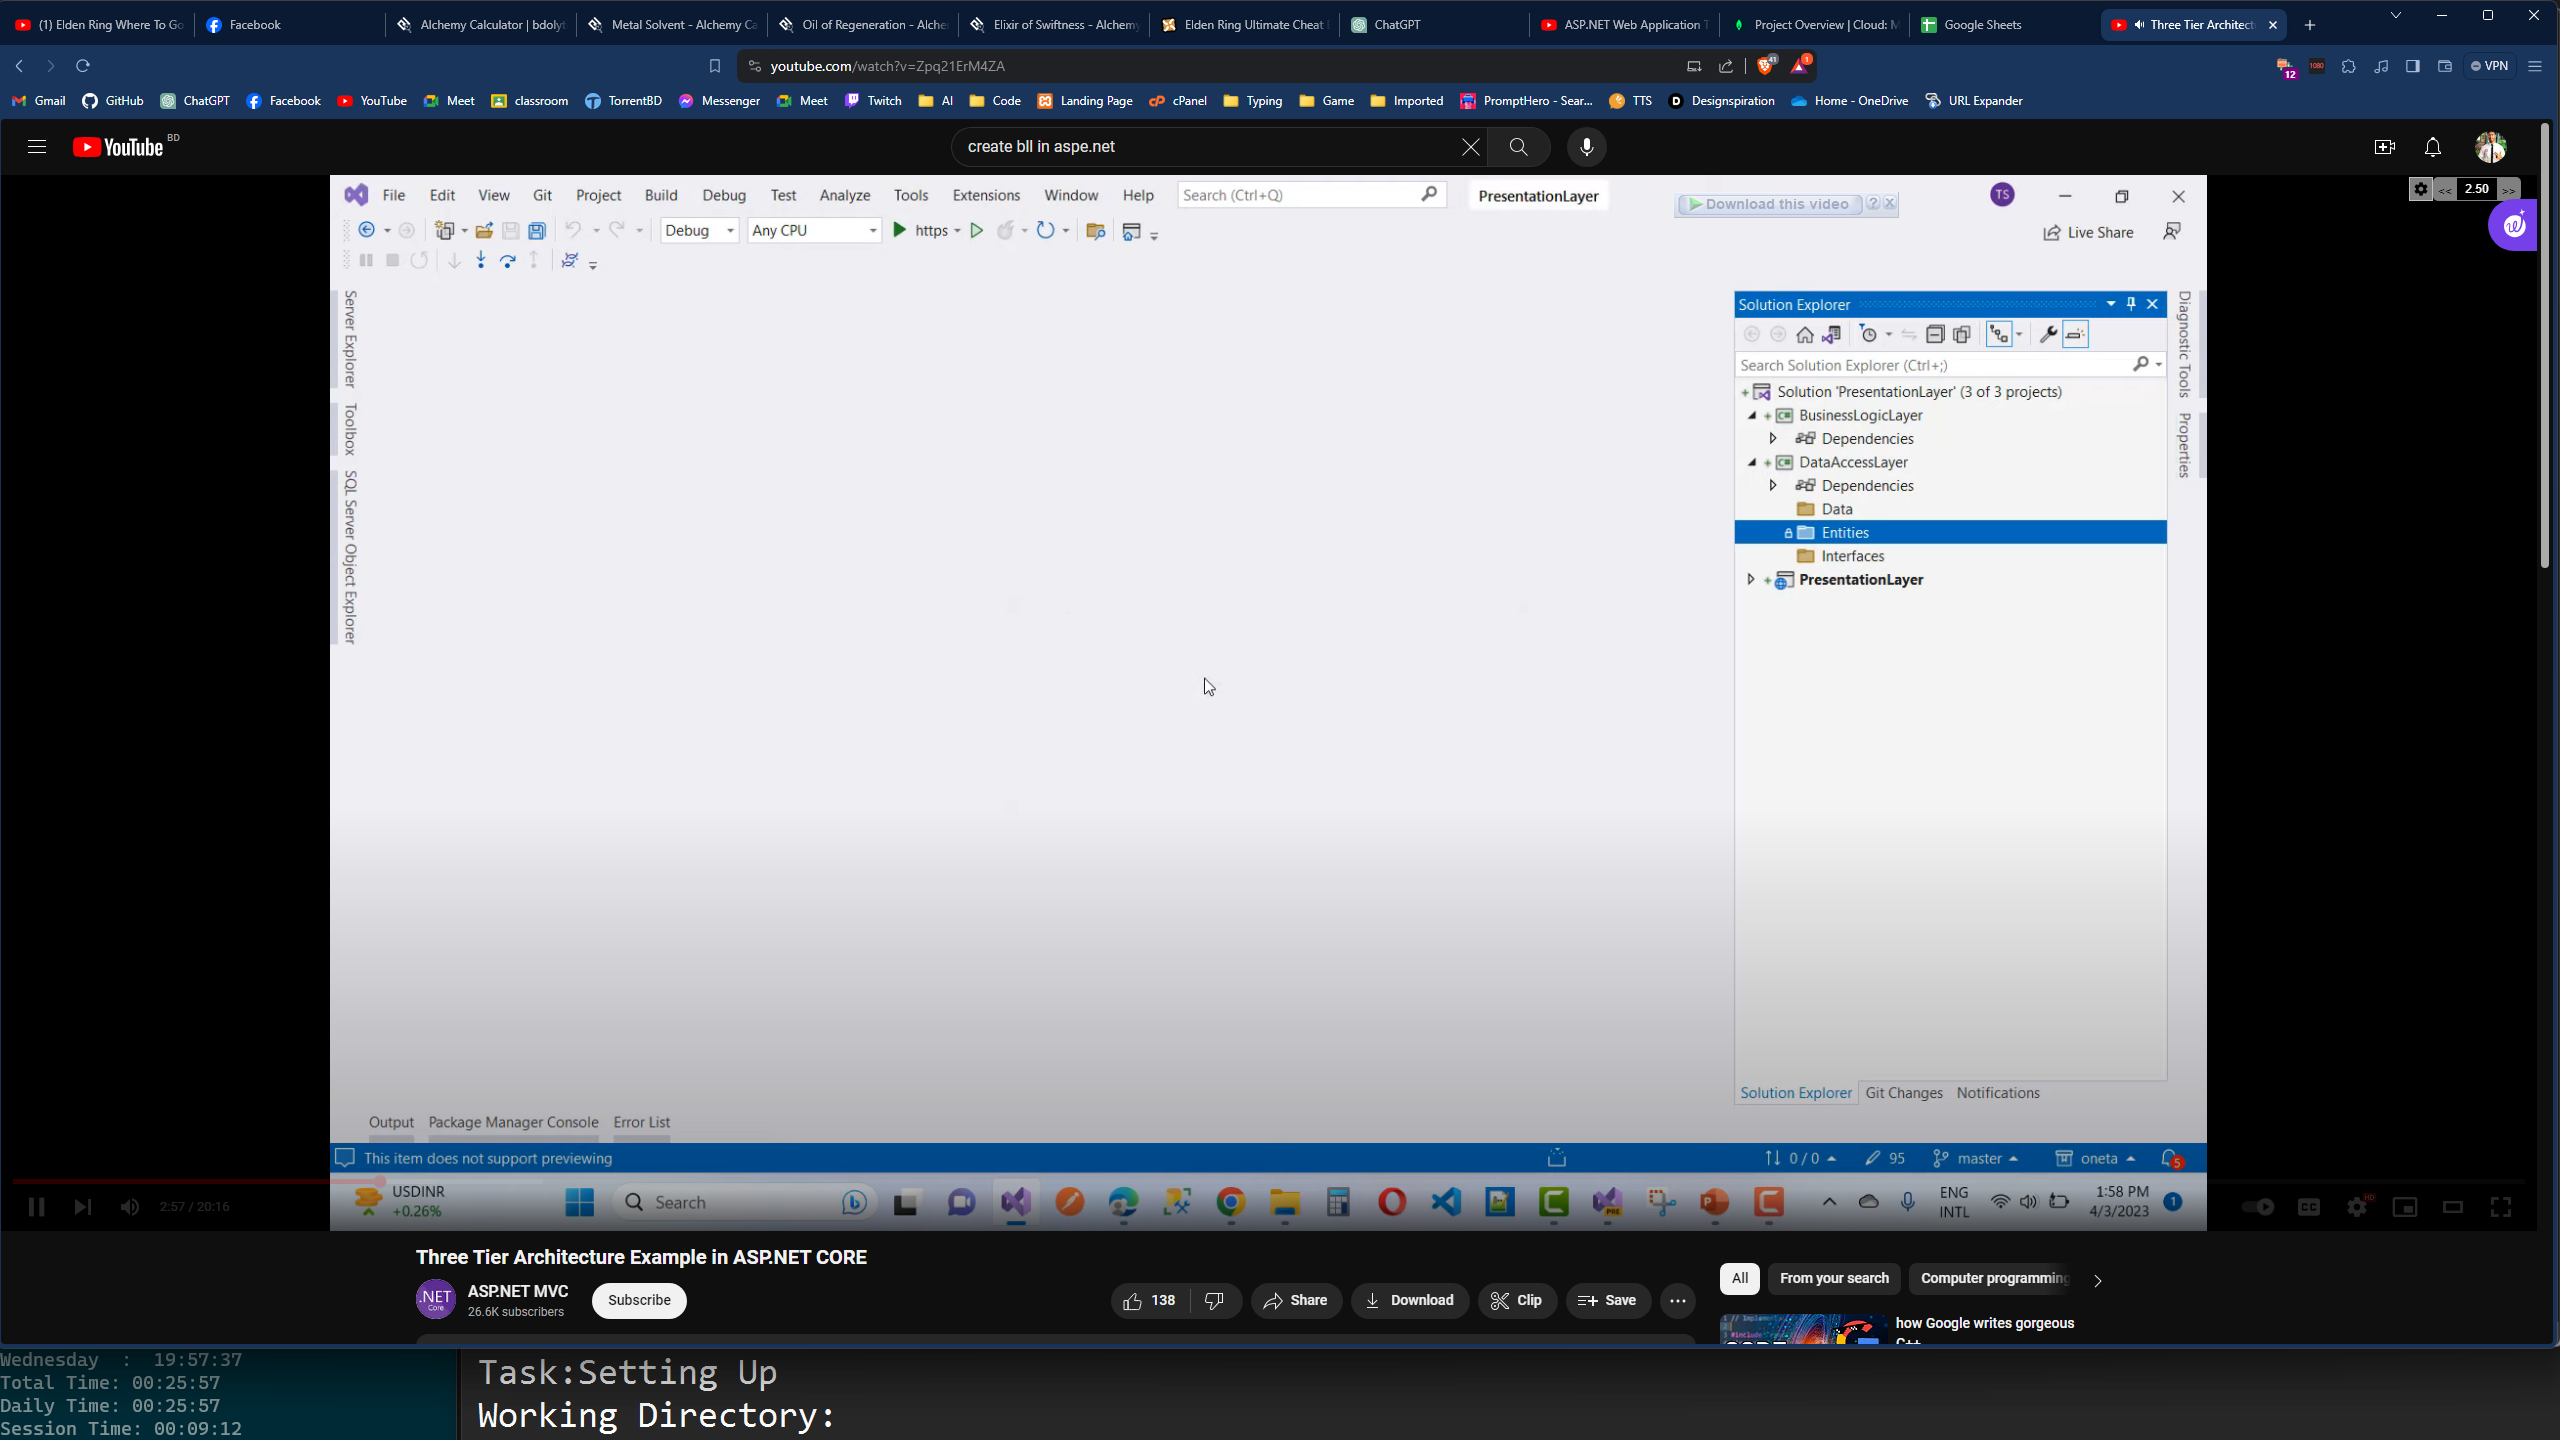 (1) Elden Ring Where To Go
Facebook
Alchemy Calculator | bdolyt
Metal Solvent - Alchemy Ca
Oil of Regeneration - Alche
Elixir of Swiftness - Alchemy
Elden Ring Ultimate Cheat
ChatGPT
ASP.NET Web Application T
Project Overview | Cloud: M
Google Sheets
Three Tier Architect
youtube.com/watch?v=Zpq21ErM4ZA
41
1
12
1080
VPN
Gmail
GitHub
ChatGPT
Facebook
YouTube
Meet
classroom
TorrentBD
Messenger
Meet
Twitch
AI
Code
Landing Page
cPanel
Typing
Game
Imported
PromptHero - Sear...
TTS
Designspiration
Home - OneDrive
URL Expander
YouTube BD
create bll in aspe.net
File Edit View Git Project Build Debug Test Analyze Tools Extensions Window Help
Search (Ctrl+Q)
PresentationLayer
Download this video
?
TS
<< 2.50 >>
Debug
Any CPU
https
Live Share
Server Explorer
Toolbox
SQL Server Object Explorer
Diagnostic Tools
Properties
Solution Explorer
Search Solution Explorer (Ctrl+;)
Solution 'PresentationLayer' (3 of 3 projects)
C# BusinessLogicLayer
Dependencies
C# DataAccessLayer
Dependencies
Data
Entities
Interfaces
PresentationLayer
Solution Explorer Git Changes Notifications
Output Package Manager Console Error List
This item does not support previewing
0 / 0
95
master
oneta
5
USDINR
+0.26%
Search
PRE
ENG
INTL
1:58 PM
4/3/2023
1
2:57 / 20:16
CC
HD
Three Tier Architecture Example in ASP.NET CORE
.NET
Core
ASP.NET MVC
26.6K subscribers
Subscribe
138
Share
Download
Clip
Save
All
From your search
Computer programming
how Google writes gorgeous
C++
Wednesday : 19:57:37
Total Time: 00:25:57
Daily Time: 00:25:57
Session Time: 00:09:12
Task:Setting Up
Working Directory: